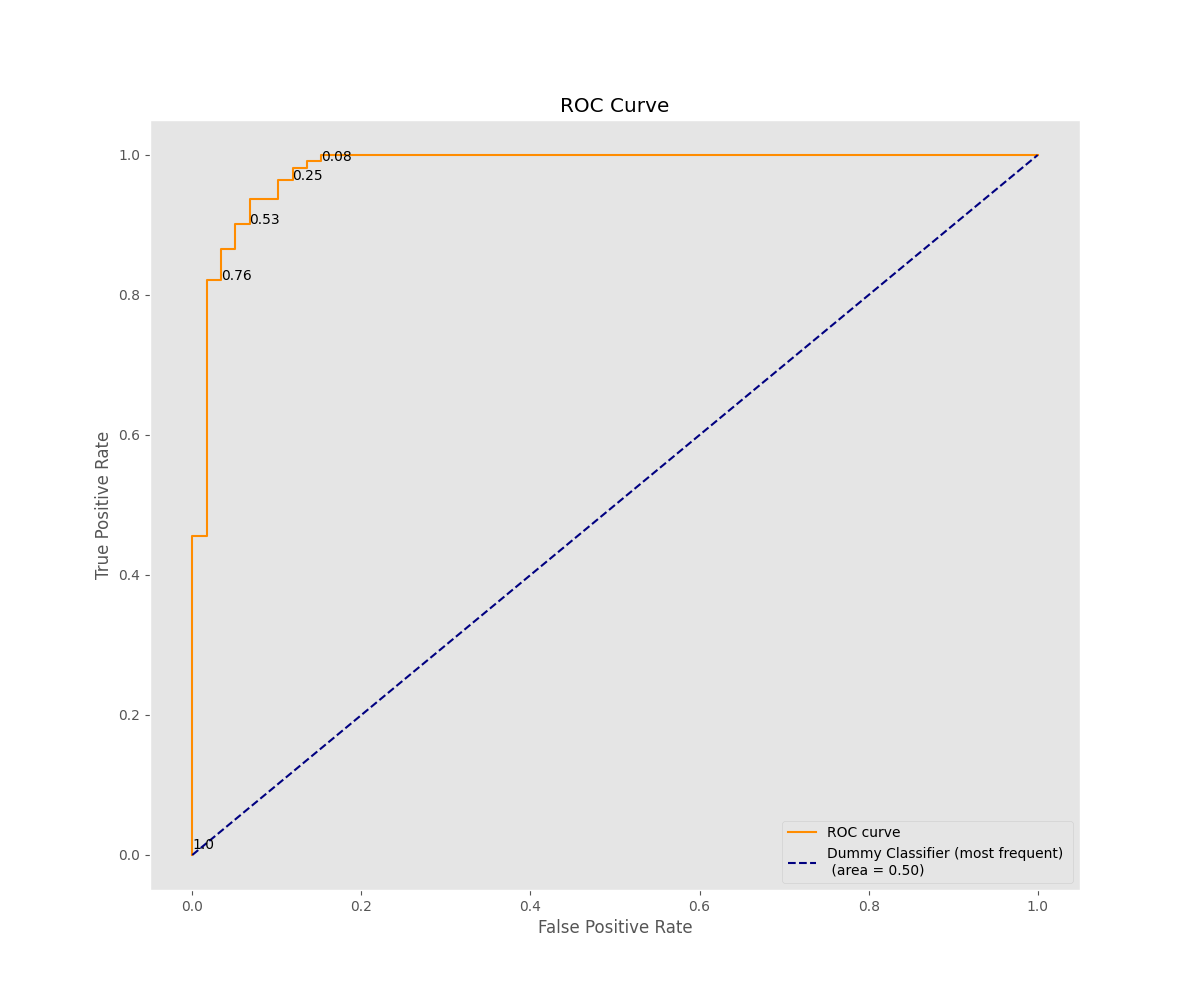 ROC Curve
1.0
0.8
0.6
0.4
0.2
0.0
True Positive Rate
0.08
0.25
0.53
0.76
1.0
ROC curve
Dummy Classifier (most frequent)
(area = 0.50)
0.0
0.2
0.4
0.6
0.8
1.0
False Positive Rate